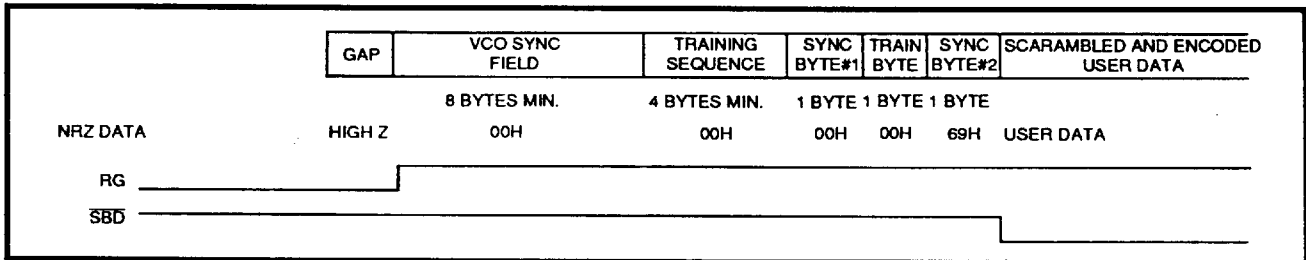 GAP VCO SYNC FIELD TRAINING SEQUENCE SYNC BYTE#1 TRAIN BYTE SYNC BYTE#2 SCARAMBLED AND ENCODED USER DATA
8 BYTES MIN. 4 BYTES MIN. 1 BYTE 1 BYTE 1 BYTE
NRZ DATA HIGH Z 00H 00H 00H 00H 69H USER DATA
RG
SBD